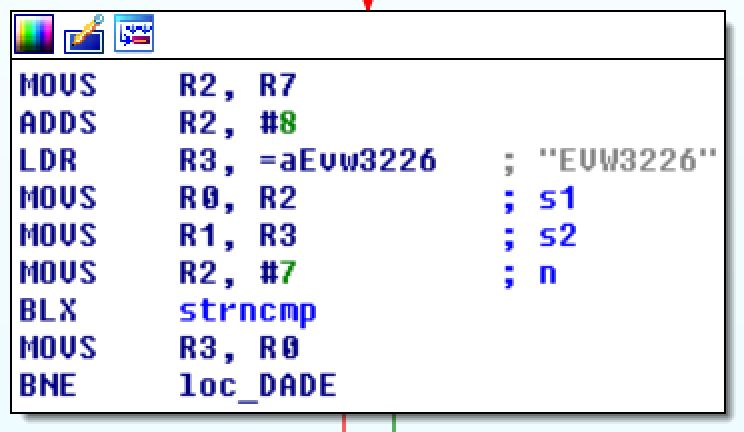 MOVS R2, R7
ADDS R2, #8
LDR R3, =aEvw3226 ; "EVW3226"
MOVS R0, R2 ; s1
MOVS R1, R3 ; s2
MOVS R2, #7 ; n
BLX strncmp
MOVS R3, R0
BNE loc_DADE